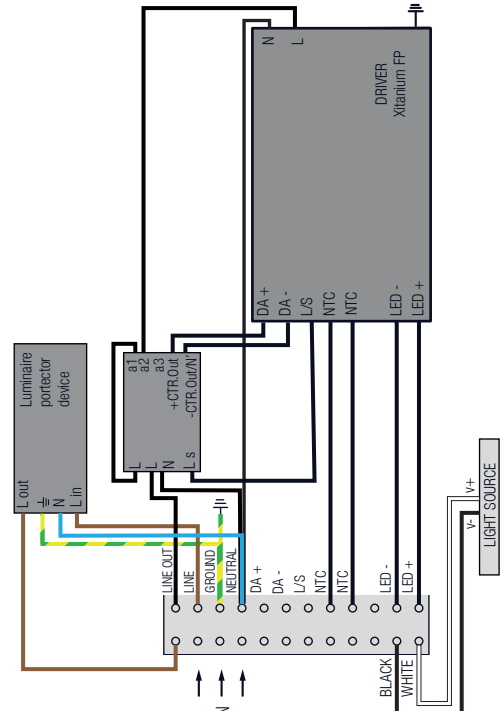 N
L
DRIVER
Xitanium FP
DA +
DA -
L/S
NTC
NTC
LED -
LED +
Luminaire
portector
device
L out
N
L in
a1
a2
a3
+CTR.Out
-CTR.Out/N'
L
L
N
L s
LINE OUT
LINE
GROUND
NEUTRAL
DA +
DA -
L/S
NTC
NTC
LED -
LED +
BLACK
WHITE
V+
V-
LIGHT SOURCE
N